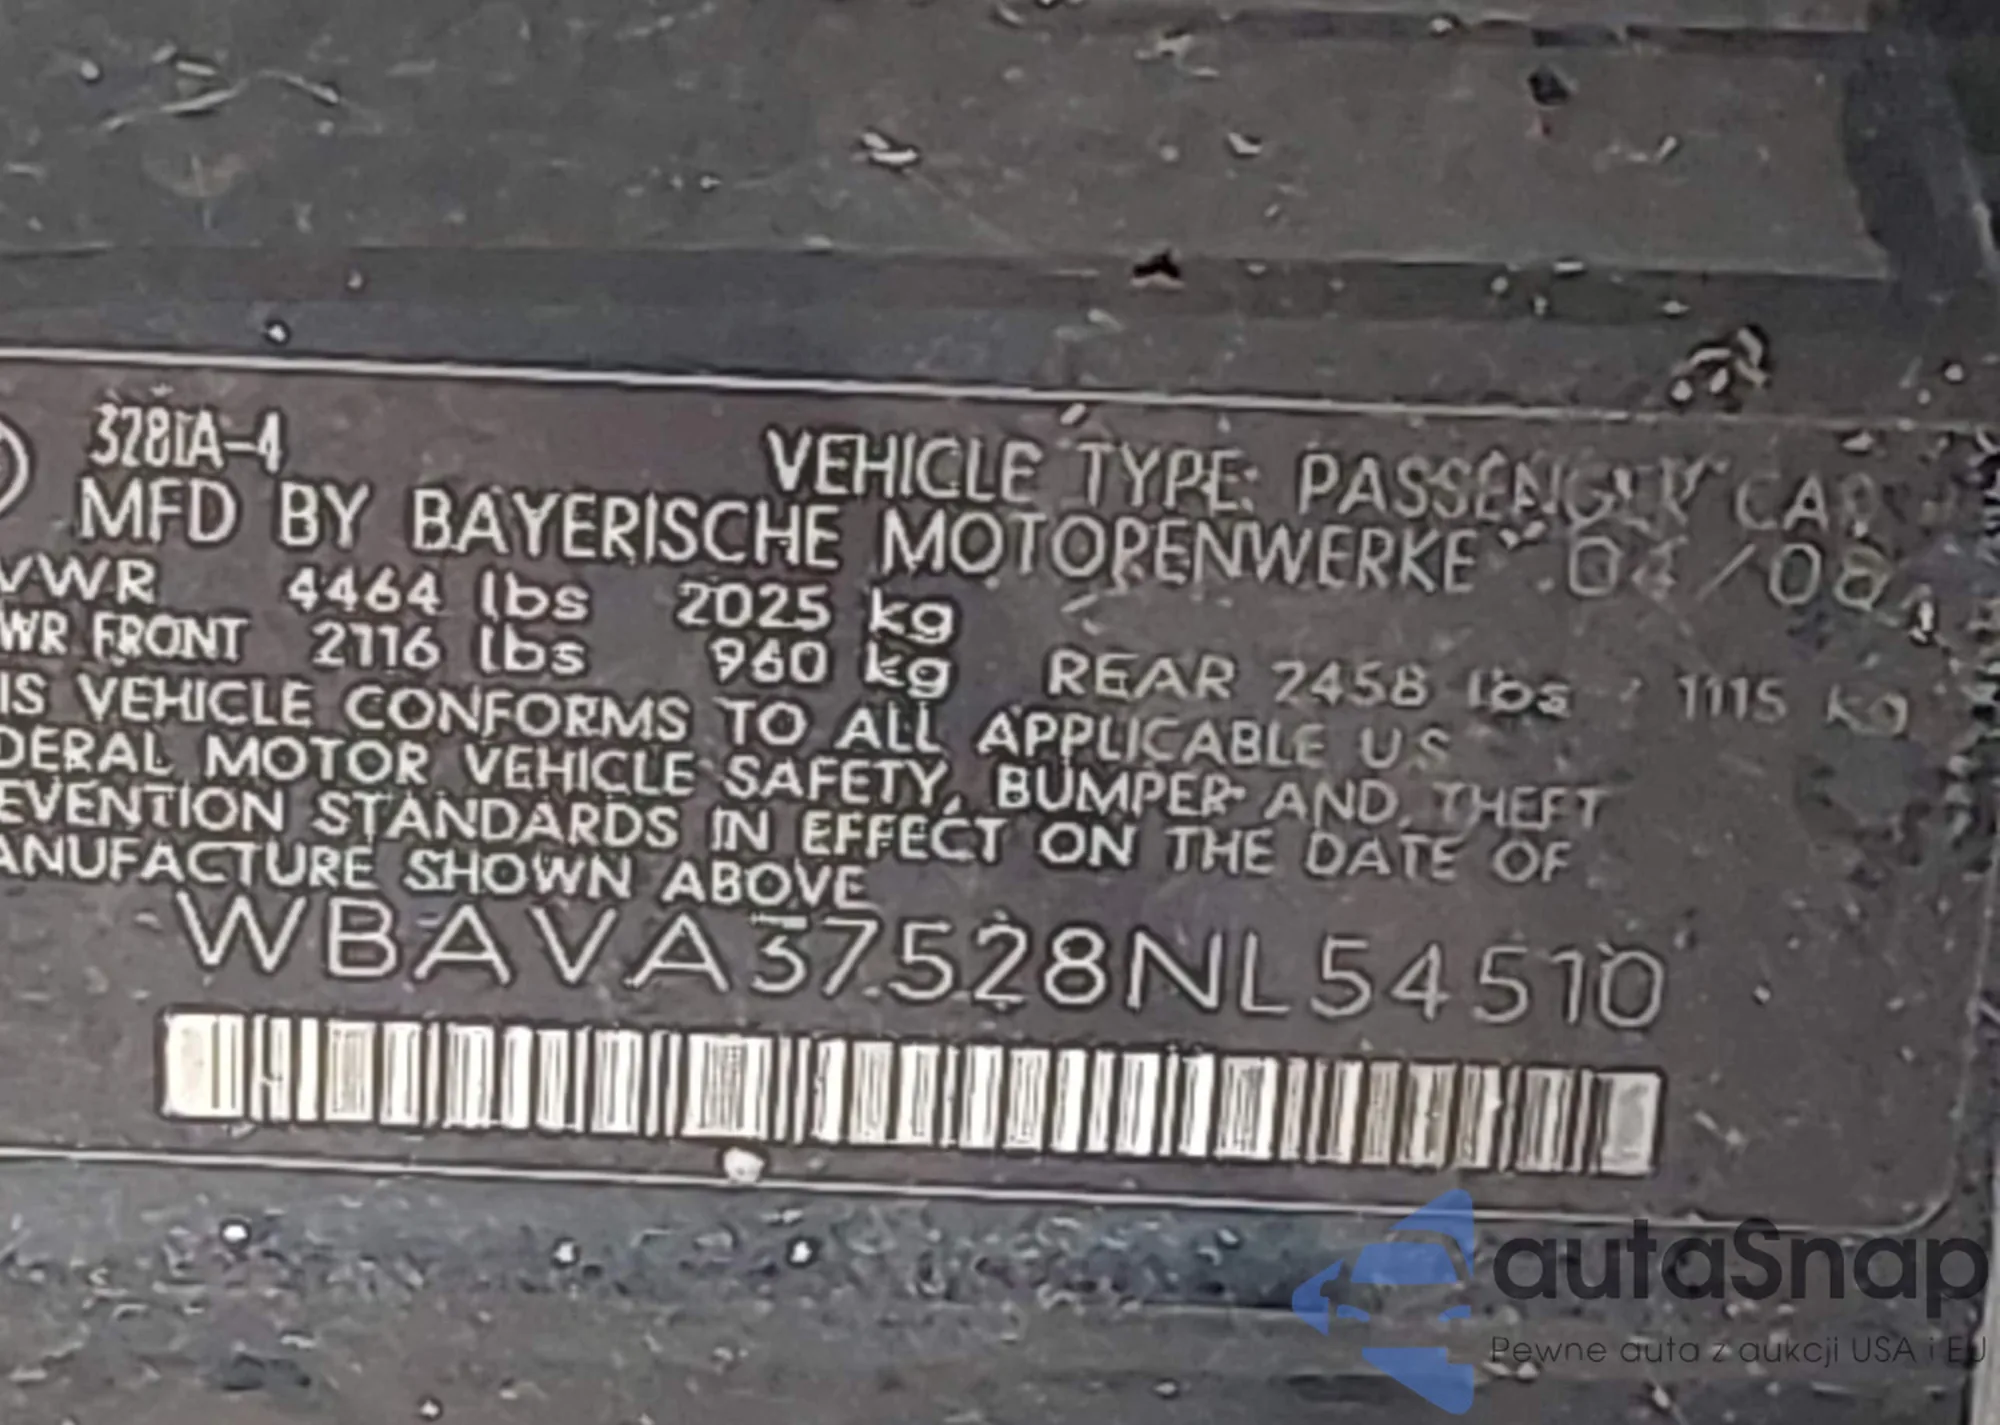 328IA-4
VEHICLE TYPE: PASSENGER CAR
MFD BY BAYERISCHE MOTORENWERKE 04/08
VWR 4464 lbs 2025 kg
WR FRONT 2116 lbs 960 kg REAR 2458 lbs 1115 kg
IS VEHICLE CONFORMS TO ALL APPLICABLE US
DERAL MOTOR VEHICLE SAFETY, BUMPER AND, THEFT
EVENTION STANDARDS IN EFFECT ON THE DATE OF
ANUFACTURE SHOWN ABOVE
WBAVA37528NL54510
autaSnap
Pewne auta z aukcji USA i EU